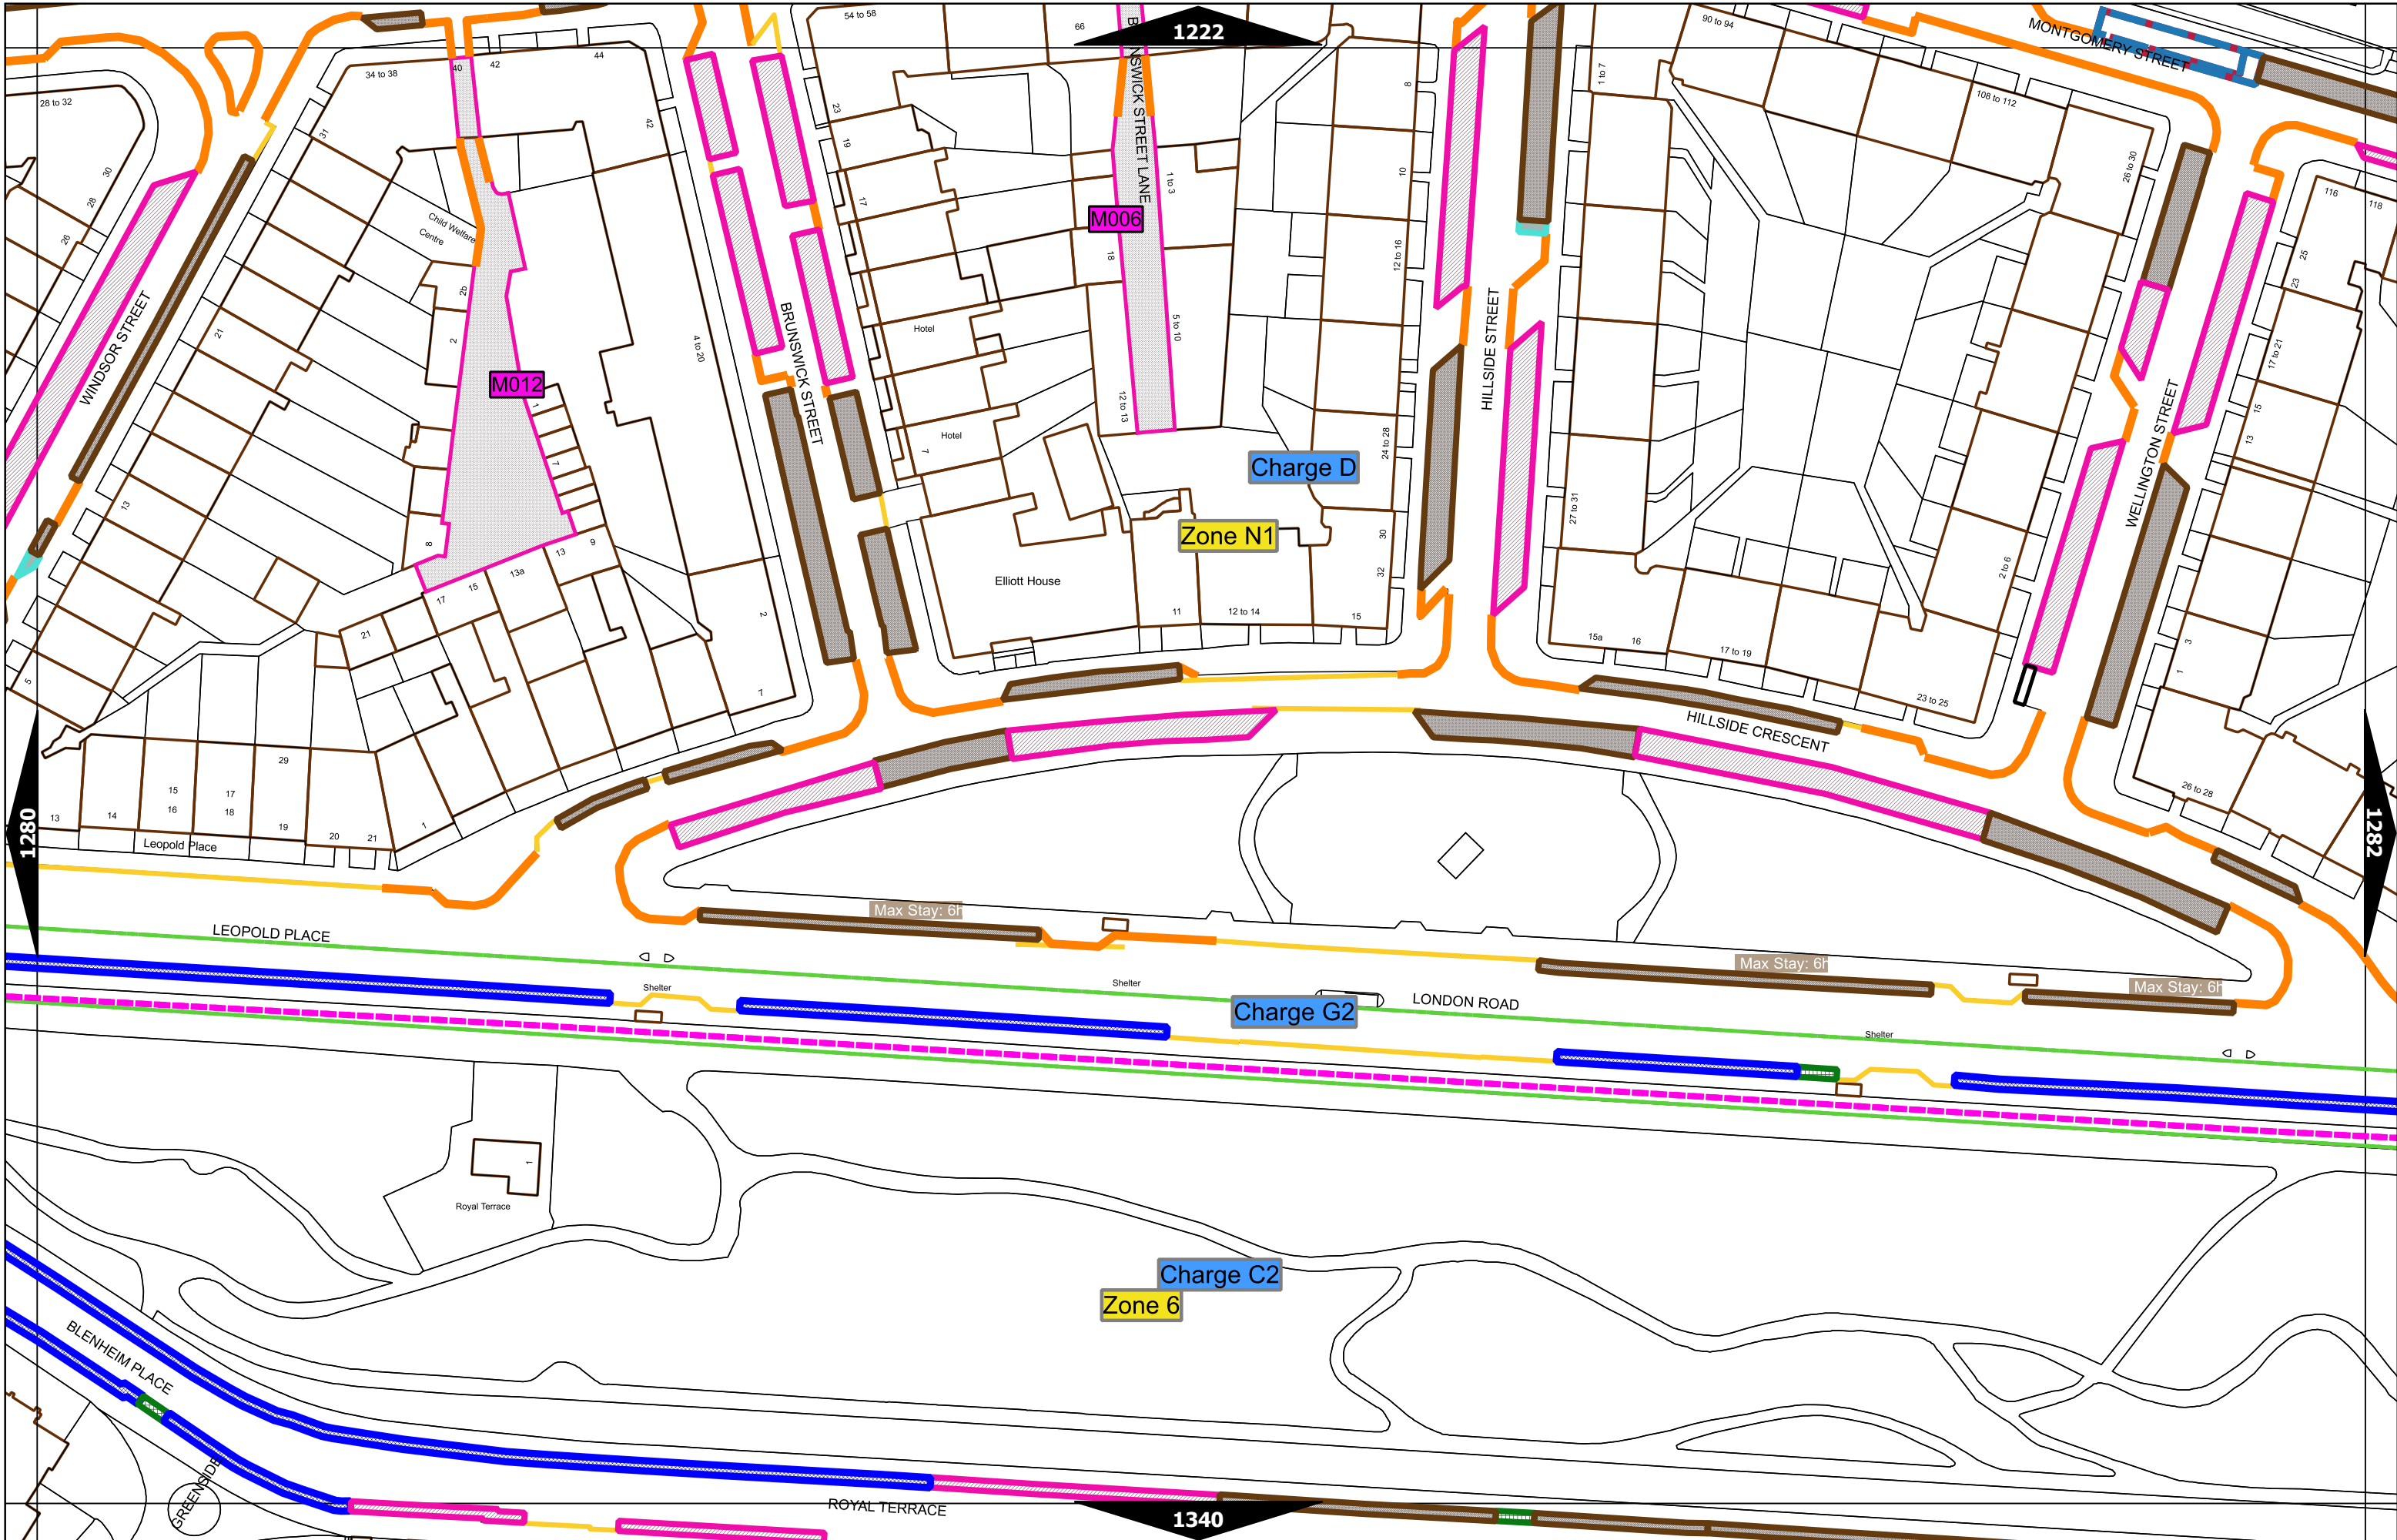 54 to 58
66
1222
90 to 94
MONTGOMERY STREET
34 to 38
40
42
44
28 to 32
31
42
23
19
17
8
10
12 to 16
1 to 7
108 to 112
26 to 30
116
118
30
28
26
Child Welfare
Centre
2b
2
BRUNSWICK STREET LANE
M006
1 to 3
18
5 to 10
12 to 13
WINDSOR STREET
21
13
5
M012
1
7
8
9
13
13a
15
17
21
4 to 20
2
7
BRUNSWICK STREET
Hotel
Hotel
7
Charge D
Zone N1
Elliott House
11
12 to 14
15
24 to 28
30
32
HILLSIDE STREET
27 to 31
15a
16
17 to 19
23 to 25
2 to 6
WELLINGTON STREET
25
23
17 to 21
15
13
3
1
26 to 28
HILLSIDE CRESCENT
29
15
16
17
18
19
13
14
20
21
1
Leopold Place
1280
1282
LEOPOLD PLACE
Max Stay: 6h
Max Stay: 6h
Max Stay: 6h
Shelter
Shelter
Shelter
Charge G2
LONDON ROAD
1
Royal Terrace
Charge C2
Zone 6
BLENHEIM PLACE
GREENSIDE
ROYAL TERRACE
1340